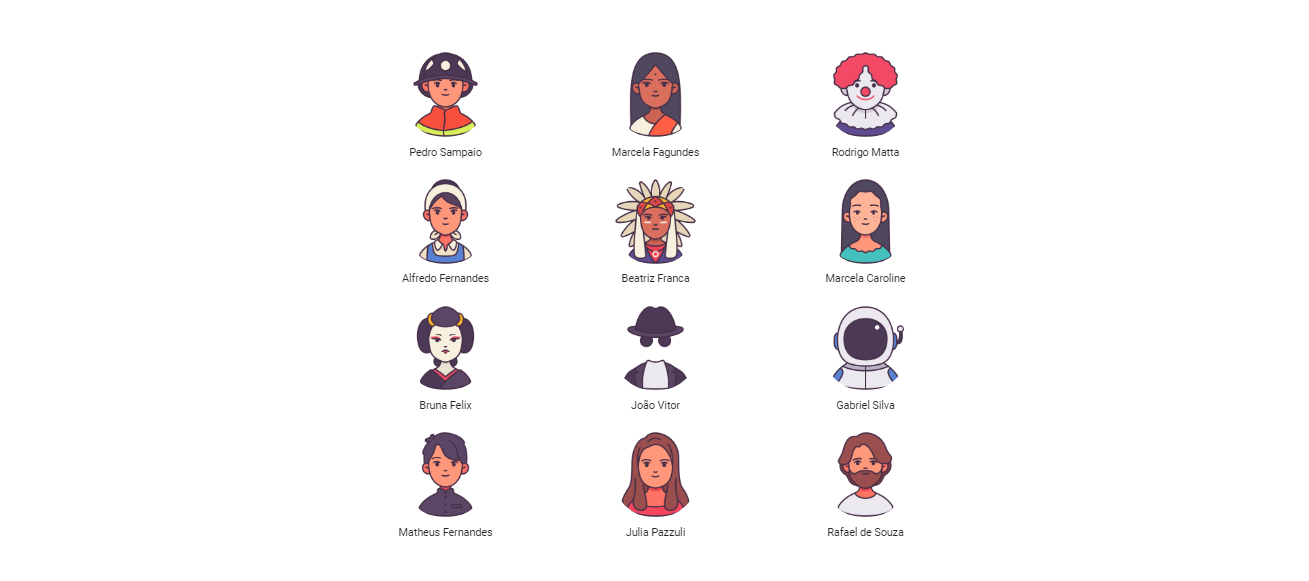 Pedro Sampaio
Marcela Fagundes
Rodrigo Matta
Alfredo Fernandes
Beatriz Franca
Marcela Caroline
Bruna Felix
João Vitor
Gabriel Silva
Matheus Fernandes
Julia Pazzuli
Rafael de Souza